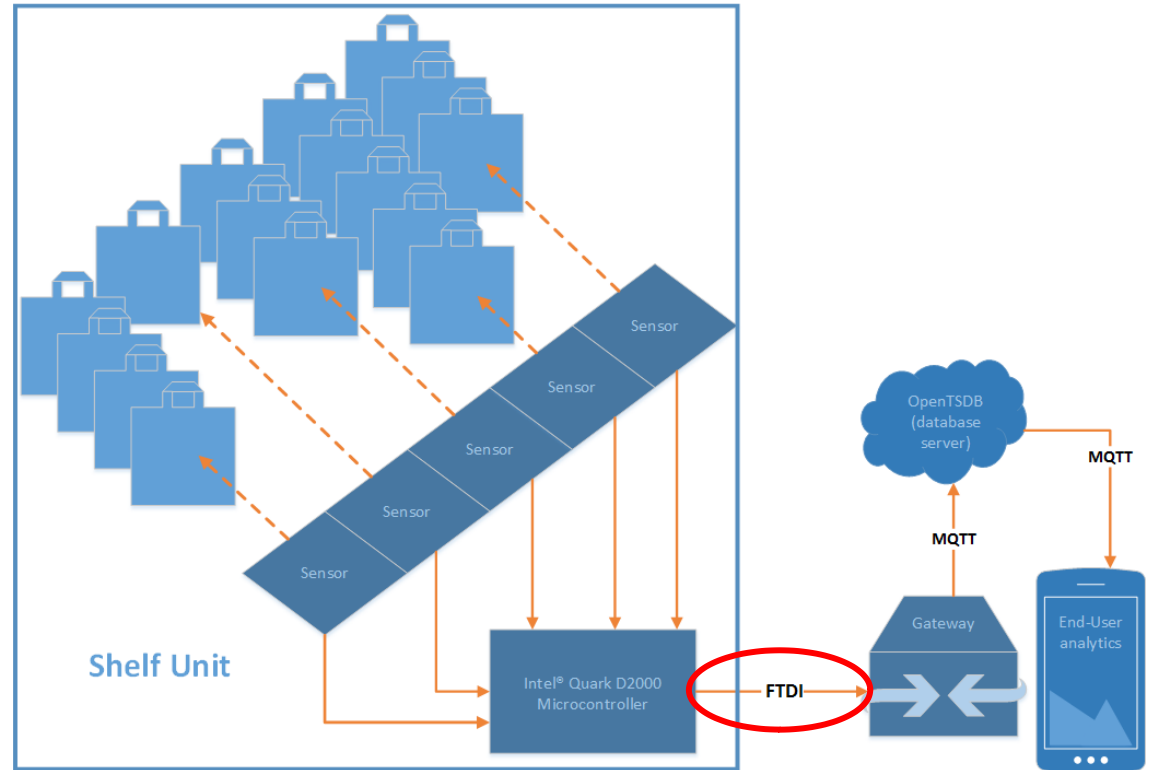 Sensor
Sensor
Sensor
Sensor
Sensor
OpenTSDB
(database
server)
MQTT
MQTT
Gateway
End-User
analytics
Shelf Unit
Intel® Quark D2000
Microcontroller
FTDI